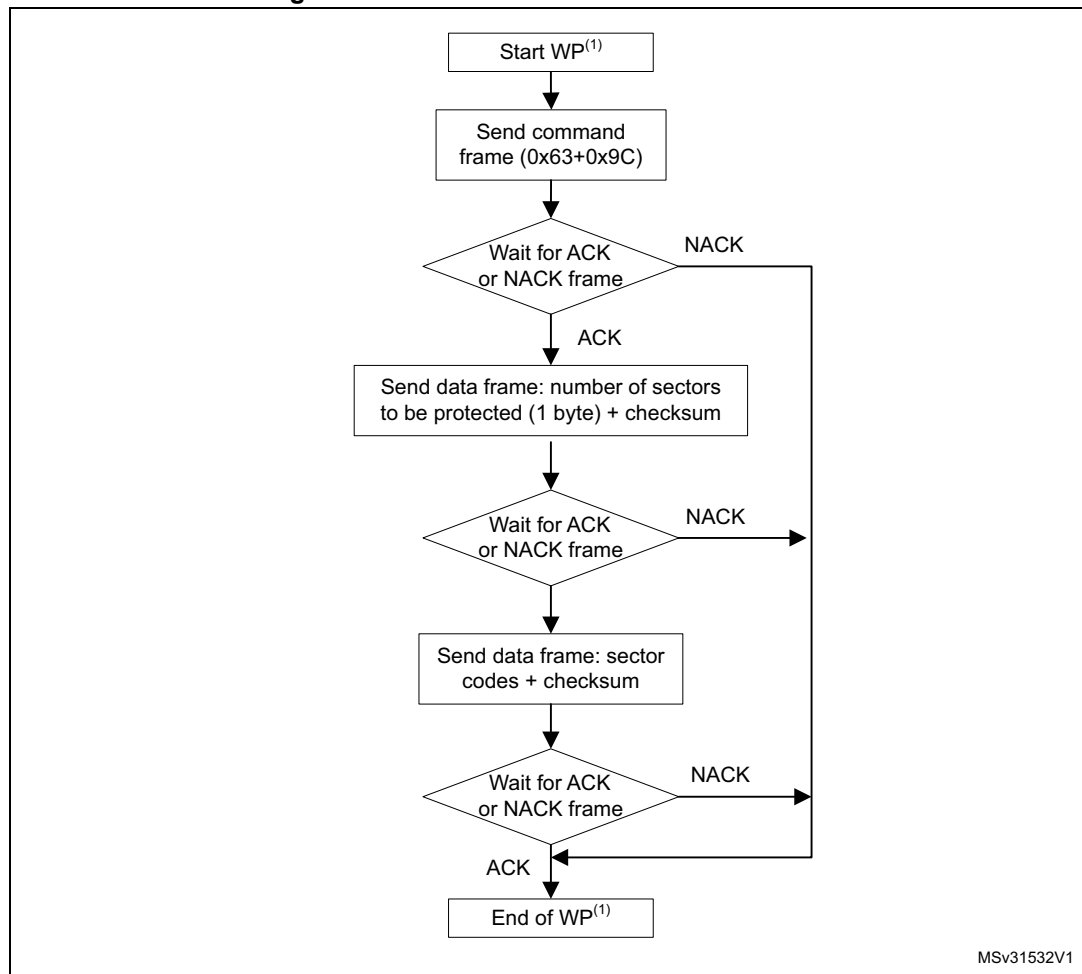 Start WP(1)
Send command
frame (0x63+0x9C)
Wait for ACK
or NACK frame
NACK
ACK
Send data frame: number of sectors
to be protected (1 byte) + checksum
Wait for ACK
or NACK frame
NACK
Send data frame: sector
codes + checksum
Wait for ACK
or NACK frame
NACK
ACK
End of WP(1)
MSv31532V1